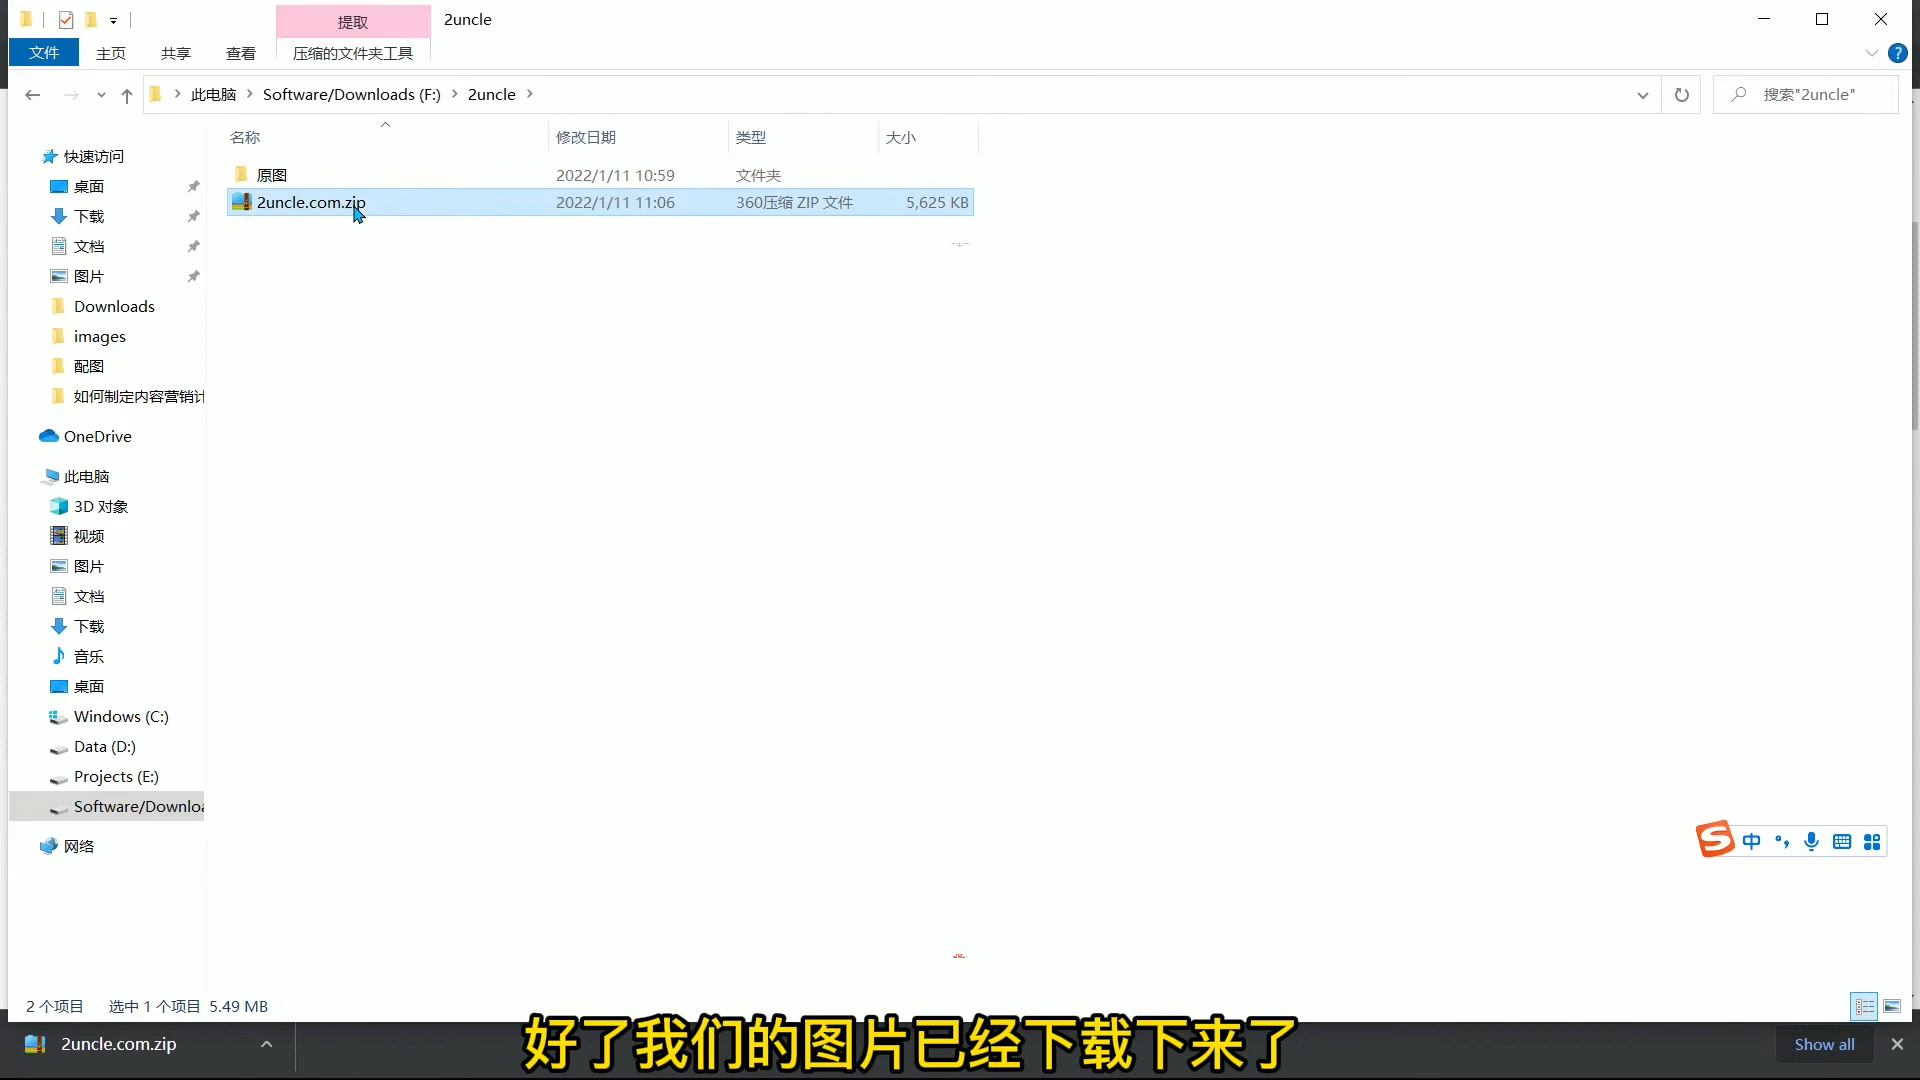 提取
2uncle
文件
主页
共享
查看
压缩的文件夹工具
此电脑
Software/Downloads (F:)
2uncle
搜索"2uncle"
名称
修改日期
类型
大小
原图
2022/1/11 10:59
文件夹
2uncle.com.zip
2022/1/11 11:06
360压缩 ZIP 文件
5,625 KB
快速访问
桌面
下载
文档
图片
Downloads
images
配图
如何制定内容营销计
OneDrive
此电脑
3D 对象
视频
图片
文档
下载
音乐
桌面
Windows (C:)
Data (D:)
Projects (E:)
Software/Downloa
网络
中
2 个项目
选中 1 个项目 5.49 MB
2uncle.com.zip
好了我们的图片已经下载下来了
Show all